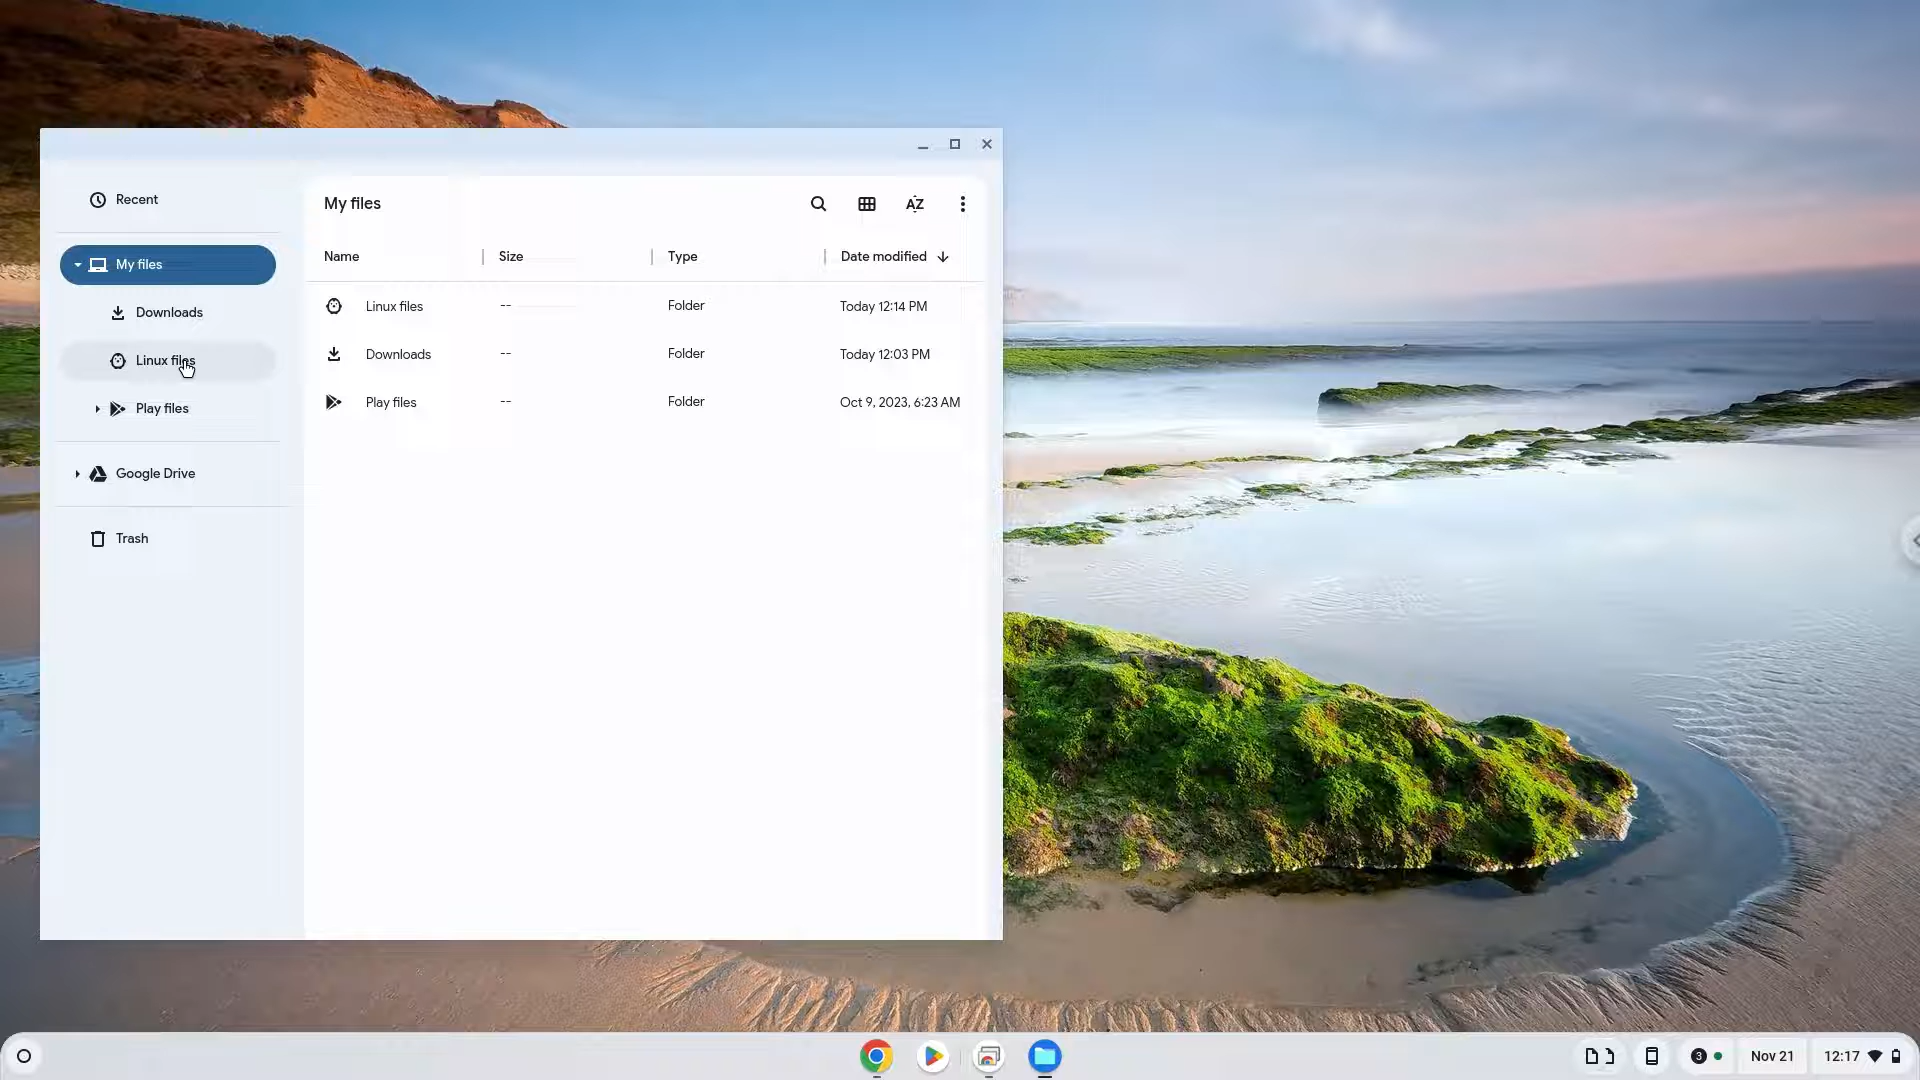 Recent
My files
Downloads
Linux files
Play files
Google Drive
Trash
My files
AZ
Name Size Type Date modified
Linux files -- Folder Today 12:14 PM
Downloads -- Folder Today 12:03 PM
Play files -- Folder Oct 9, 2023, 6:23 AM
3 Nov 21 12:17